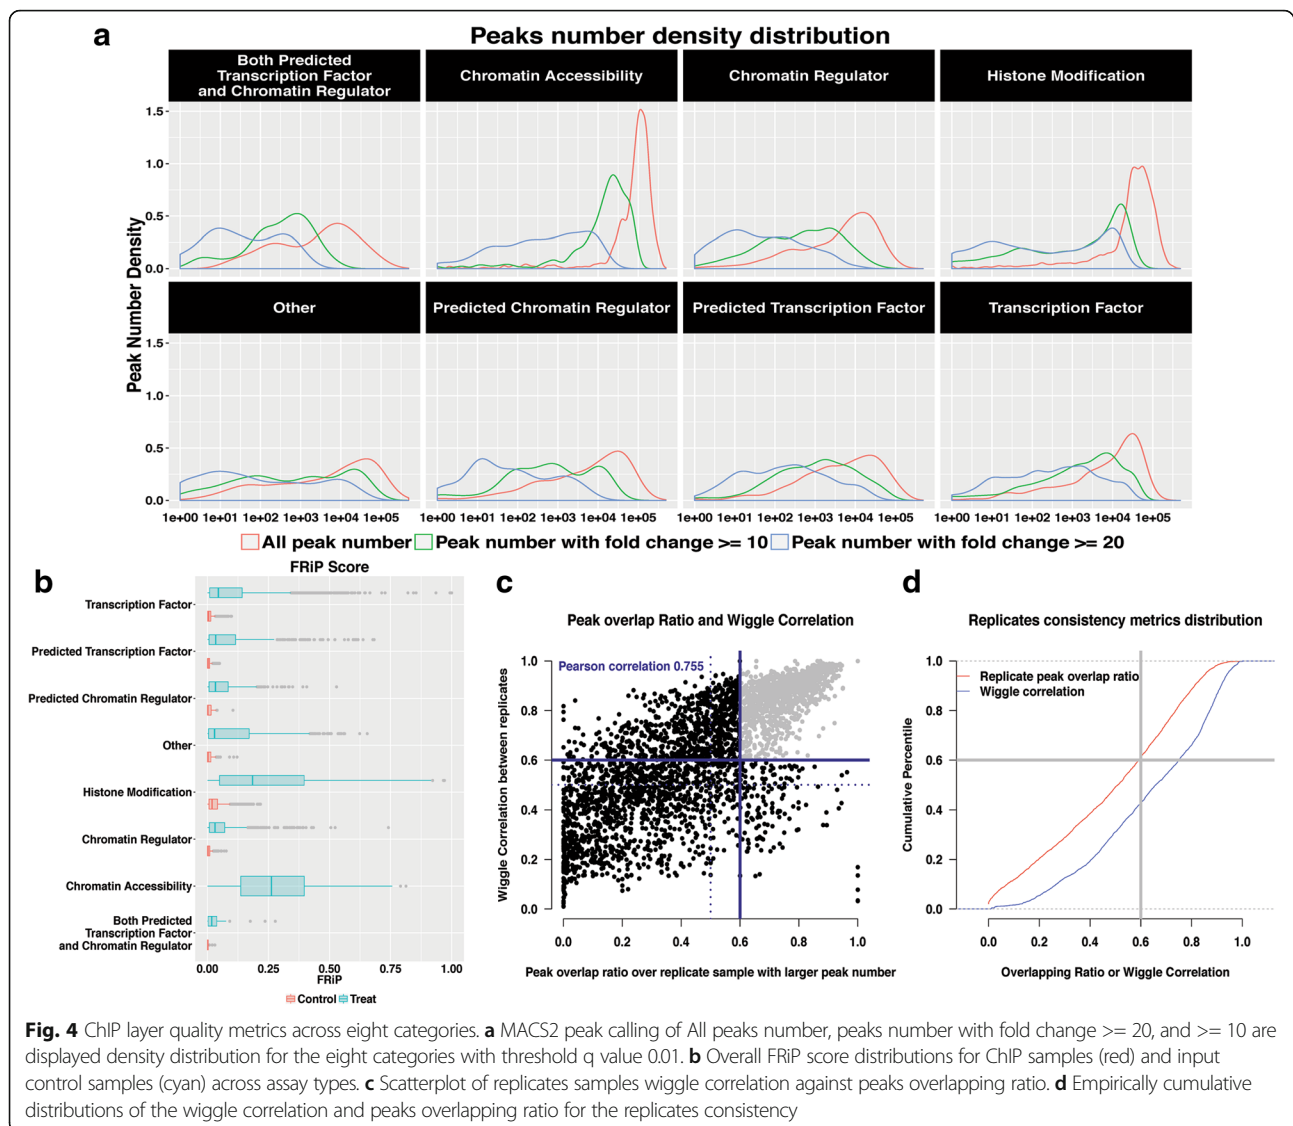 a
Peaks number density distribution
Both Predicted
Transcription Factor
and Chromatin Regulator
Chromatin Accessibility
Chromatin Regulator
Histone Modification
1.5
1.0
0.5
0.0
Peak Number Density
Other
Predicted Chromatin Regulator
Predicted Transcription Factor
Transcription Factor
1.5
1.0
0.5
0.0
1e+00 1e+01 1e+02 1e+03 1e+04 1e+05
1e+00 1e+01 1e+02 1e+03 1e+04 1e+05
1e+00 1e+01 1e+02 1e+03 1e+04 1e+05
1e+00 1e+01 1e+02 1e+03 1e+04 1e+05
All peak number Peak number with fold change >= 10 Peak number with fold change >= 20
b
FRiP Score
Transcription Factor
Predicted Transcription Factor
Predicted Chromatin Regulator
Other
Histone Modification
Chromatin Regulator
Chromatin Accessibility
Both Predicted
Transcription Factor
and Chromatin Regulator
0.00 0.25 0.50 0.75 1.00
FRiP
Control Treat
c
Peak overlap Ratio and Wiggle Correlation
Pearson correlation 0.755
Wiggle Correlation between replicates
1.0
0.8
0.6
0.4
0.2
0.0
0.0 0.2 0.4 0.6 0.8 1.0
Peak overlap ratio over replicate sample with larger peak number
d
Replicates consistency metrics distribution
Replicate peak overlap ratio
Wiggle correlation
Cumulative Percentile
1.0
0.8
0.6
0.4
0.2
0.0
0.0 0.2 0.4 0.6 0.8 1.0
Overlapping Ratio or Wiggle Correlation
Fig. 4 ChIP layer quality metrics across eight categories. a MACS2 peak calling of All peaks number, peaks number with fold change >= 20, and >= 10 are
displayed density distribution for the eight categories with threshold q value 0.01. b Overall FRiP score distributions for ChIP samples (red) and input
control samples (cyan) across assay types. c Scatterplot of replicates samples wiggle correlation against peaks overlapping ratio. d Empirically cumulative
distributions of the wiggle correlation and peaks overlapping ratio for the replicates consistency